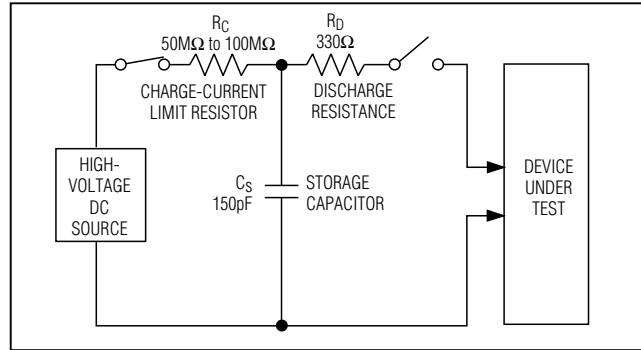 R_C
50MΩ to 100MΩ
CHARGE-CURRENT
LIMIT RESISTOR
R_D
330Ω
DISCHARGE
RESISTANCE
HIGH-
VOLTAGE
DC
SOURCE
C_S
150pF
STORAGE
CAPACITOR
DEVICE
UNDER
TEST